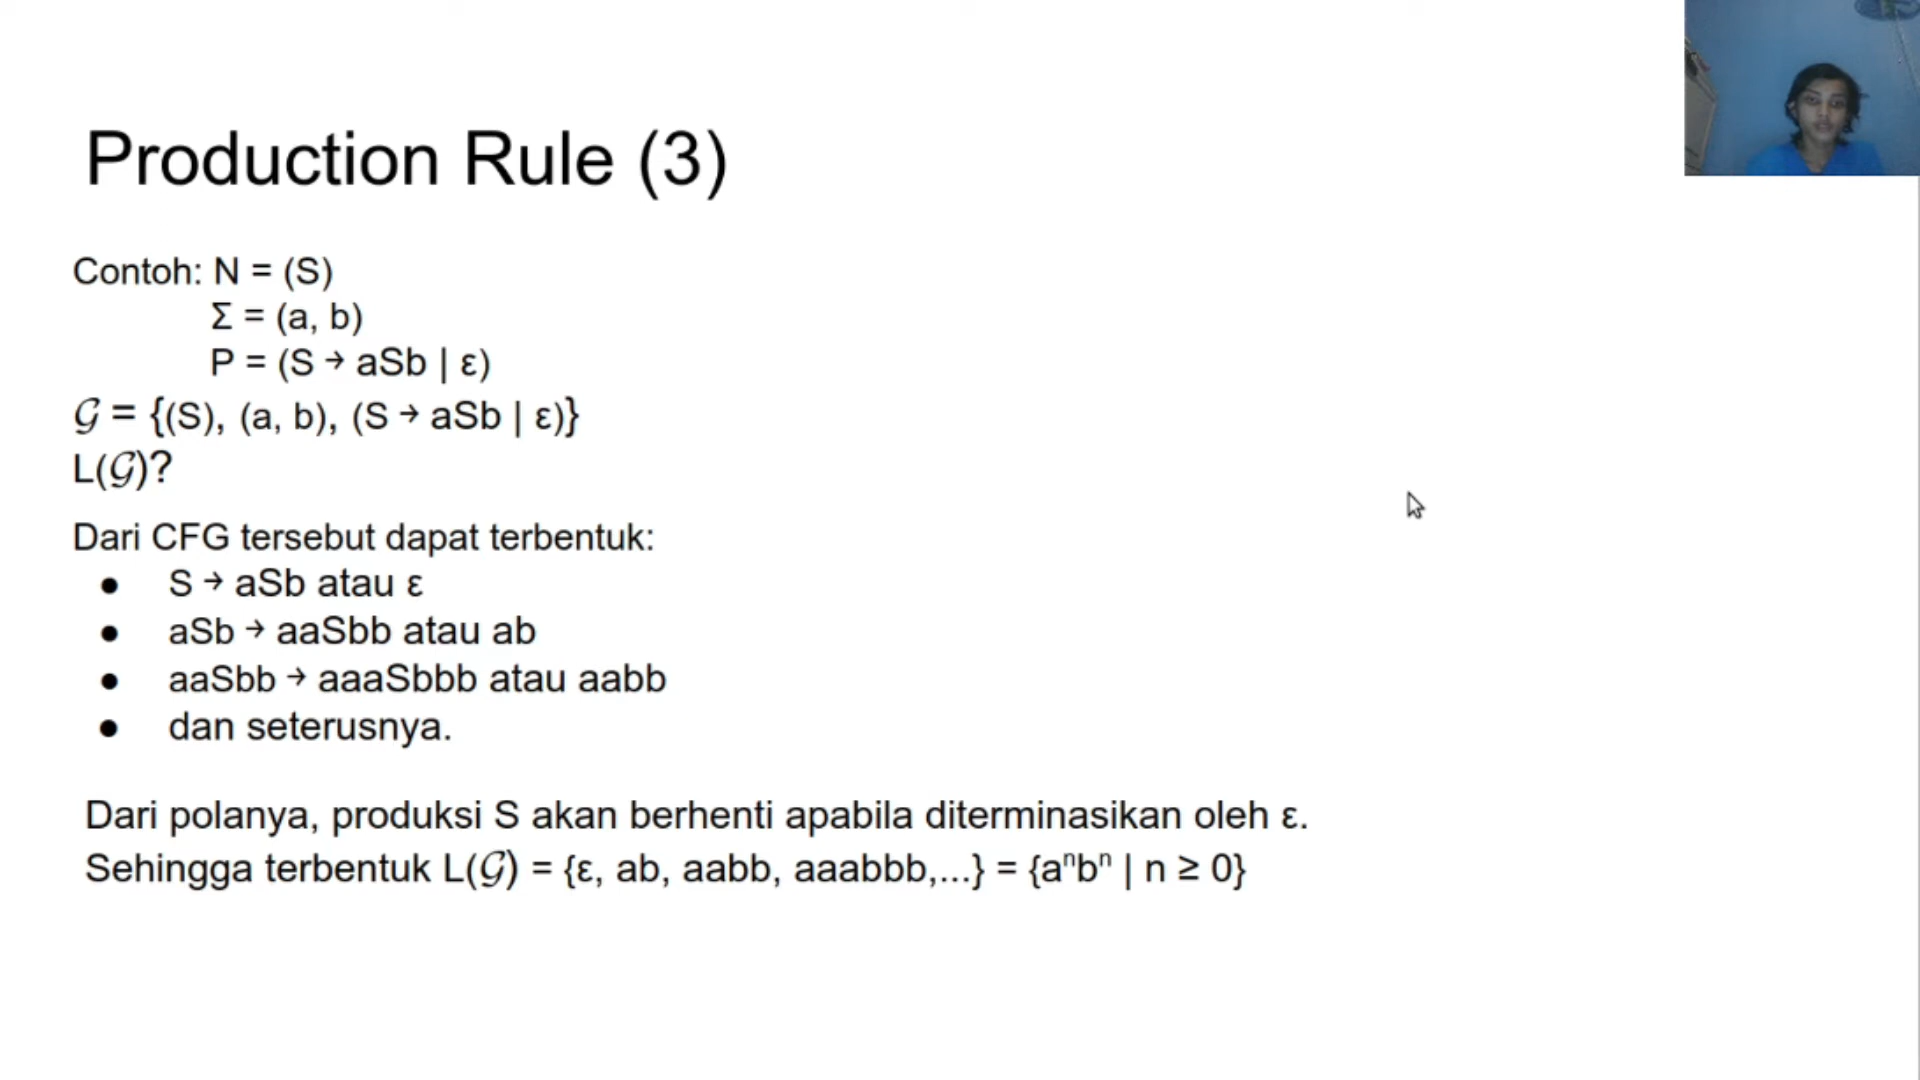 Production Rule (3)
Contoh: N = (S)
Σ = (a, b)
P = (S → aSb | ε)
𝒢 = {(S), (a, b), (S → aSb | ε)}
L(𝒢)?
Dari CFG tersebut dapat terbentuk:
● S → aSb atau ε
● aSb → aaSbb atau ab
● aaSbb → aaaSbbb atau aabb
● dan seterusnya.
Dari polanya, produksi S akan berhenti apabila diterminasikan oleh ε.
Sehingga terbentuk L(𝒢) = {ε, ab, aabb, aaabbb,...} = {aⁿbⁿ | n ≥ 0}